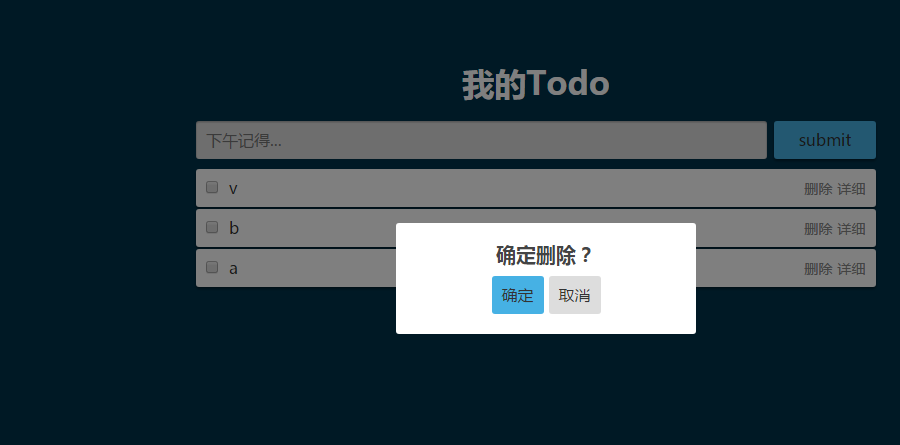 我的Todo
下午记得...
submit
v
删除 详细
b
删除 详细
a
删除 详细
确定删除？
确定
取消